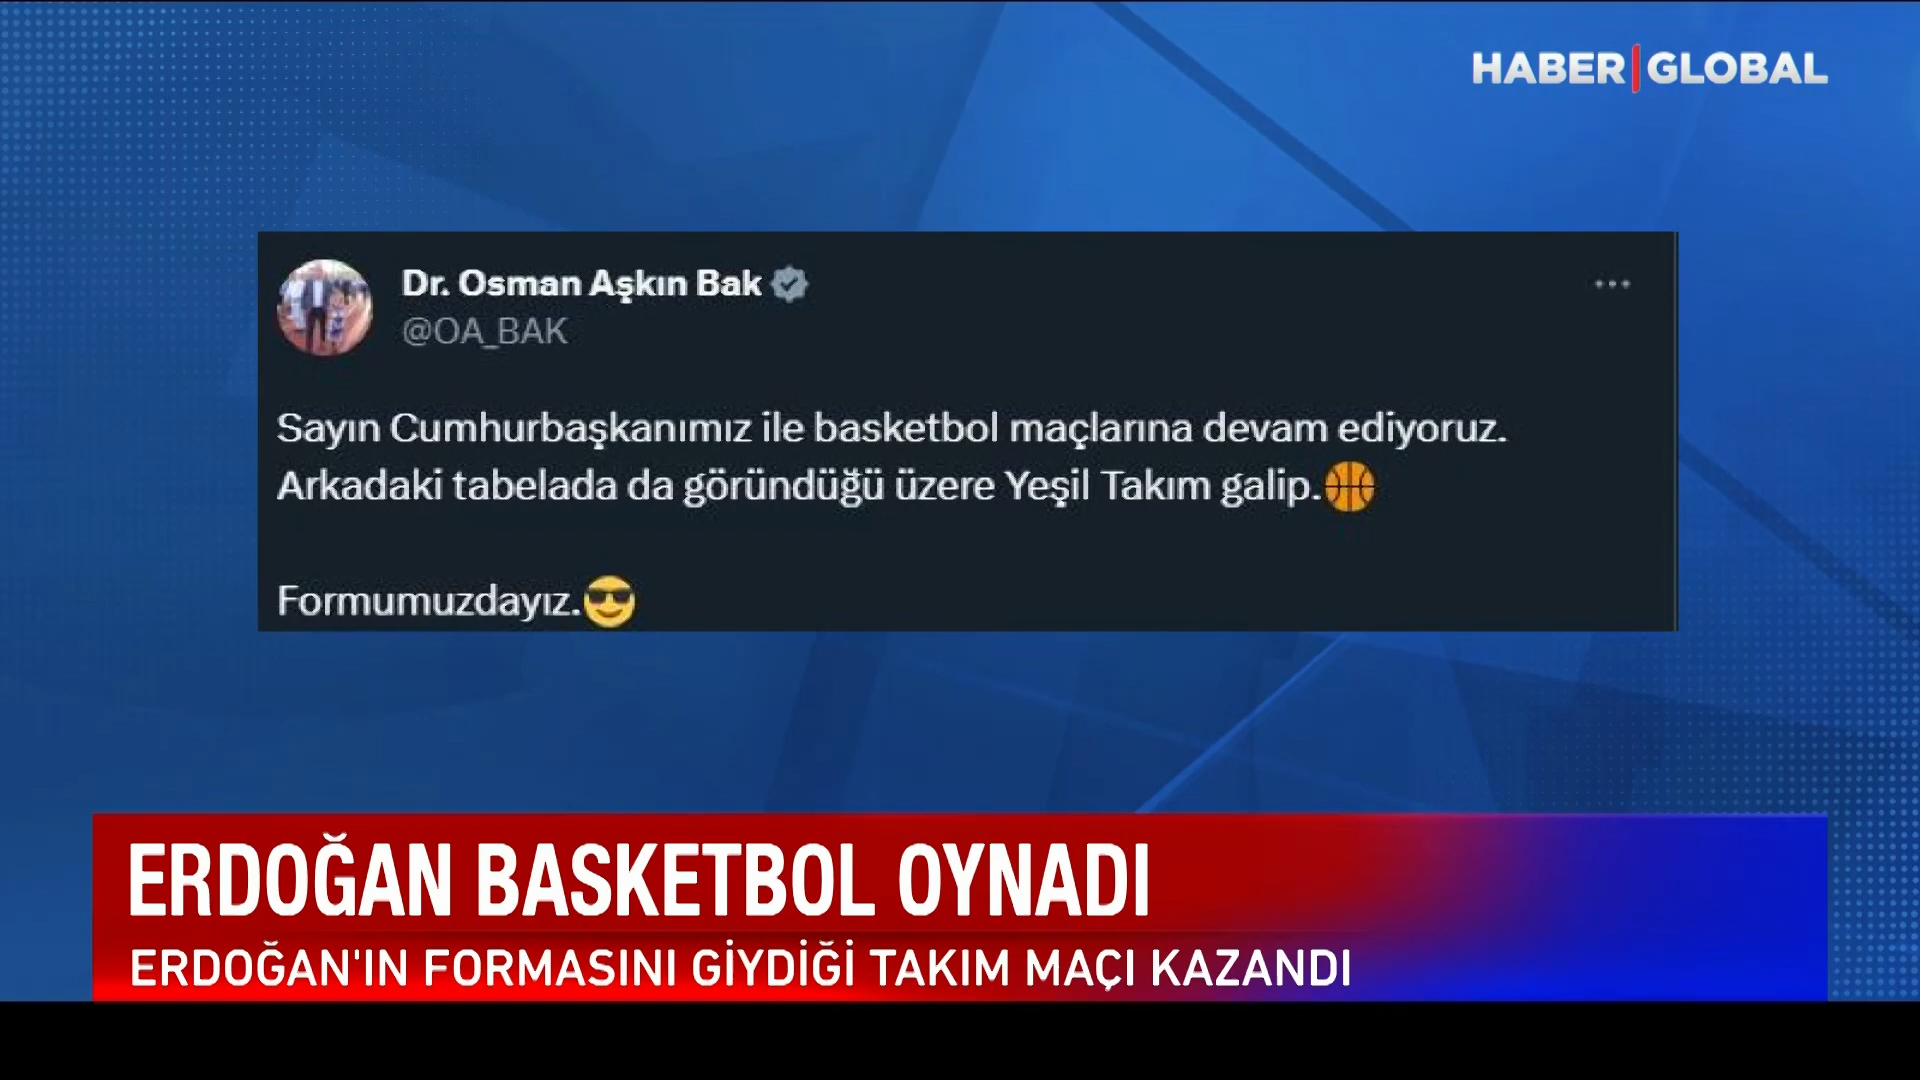 HABER|GLOBAL
Dr. Osman Aşkın Bak
@OA_BAK
Sayın Cumhurbaşkanımız ile basketbol maçlarına devam ediyoruz.
Arkadaki tabelada da göründüğü üzere Yeşil Takım galip.🏀
Formumuzdayız.😎
ERDOĞAN BASKETBOL OYNADI
ERDOĞAN'IN FORMASINI GİYDİĞİ TAKIM MAÇI KAZANDI